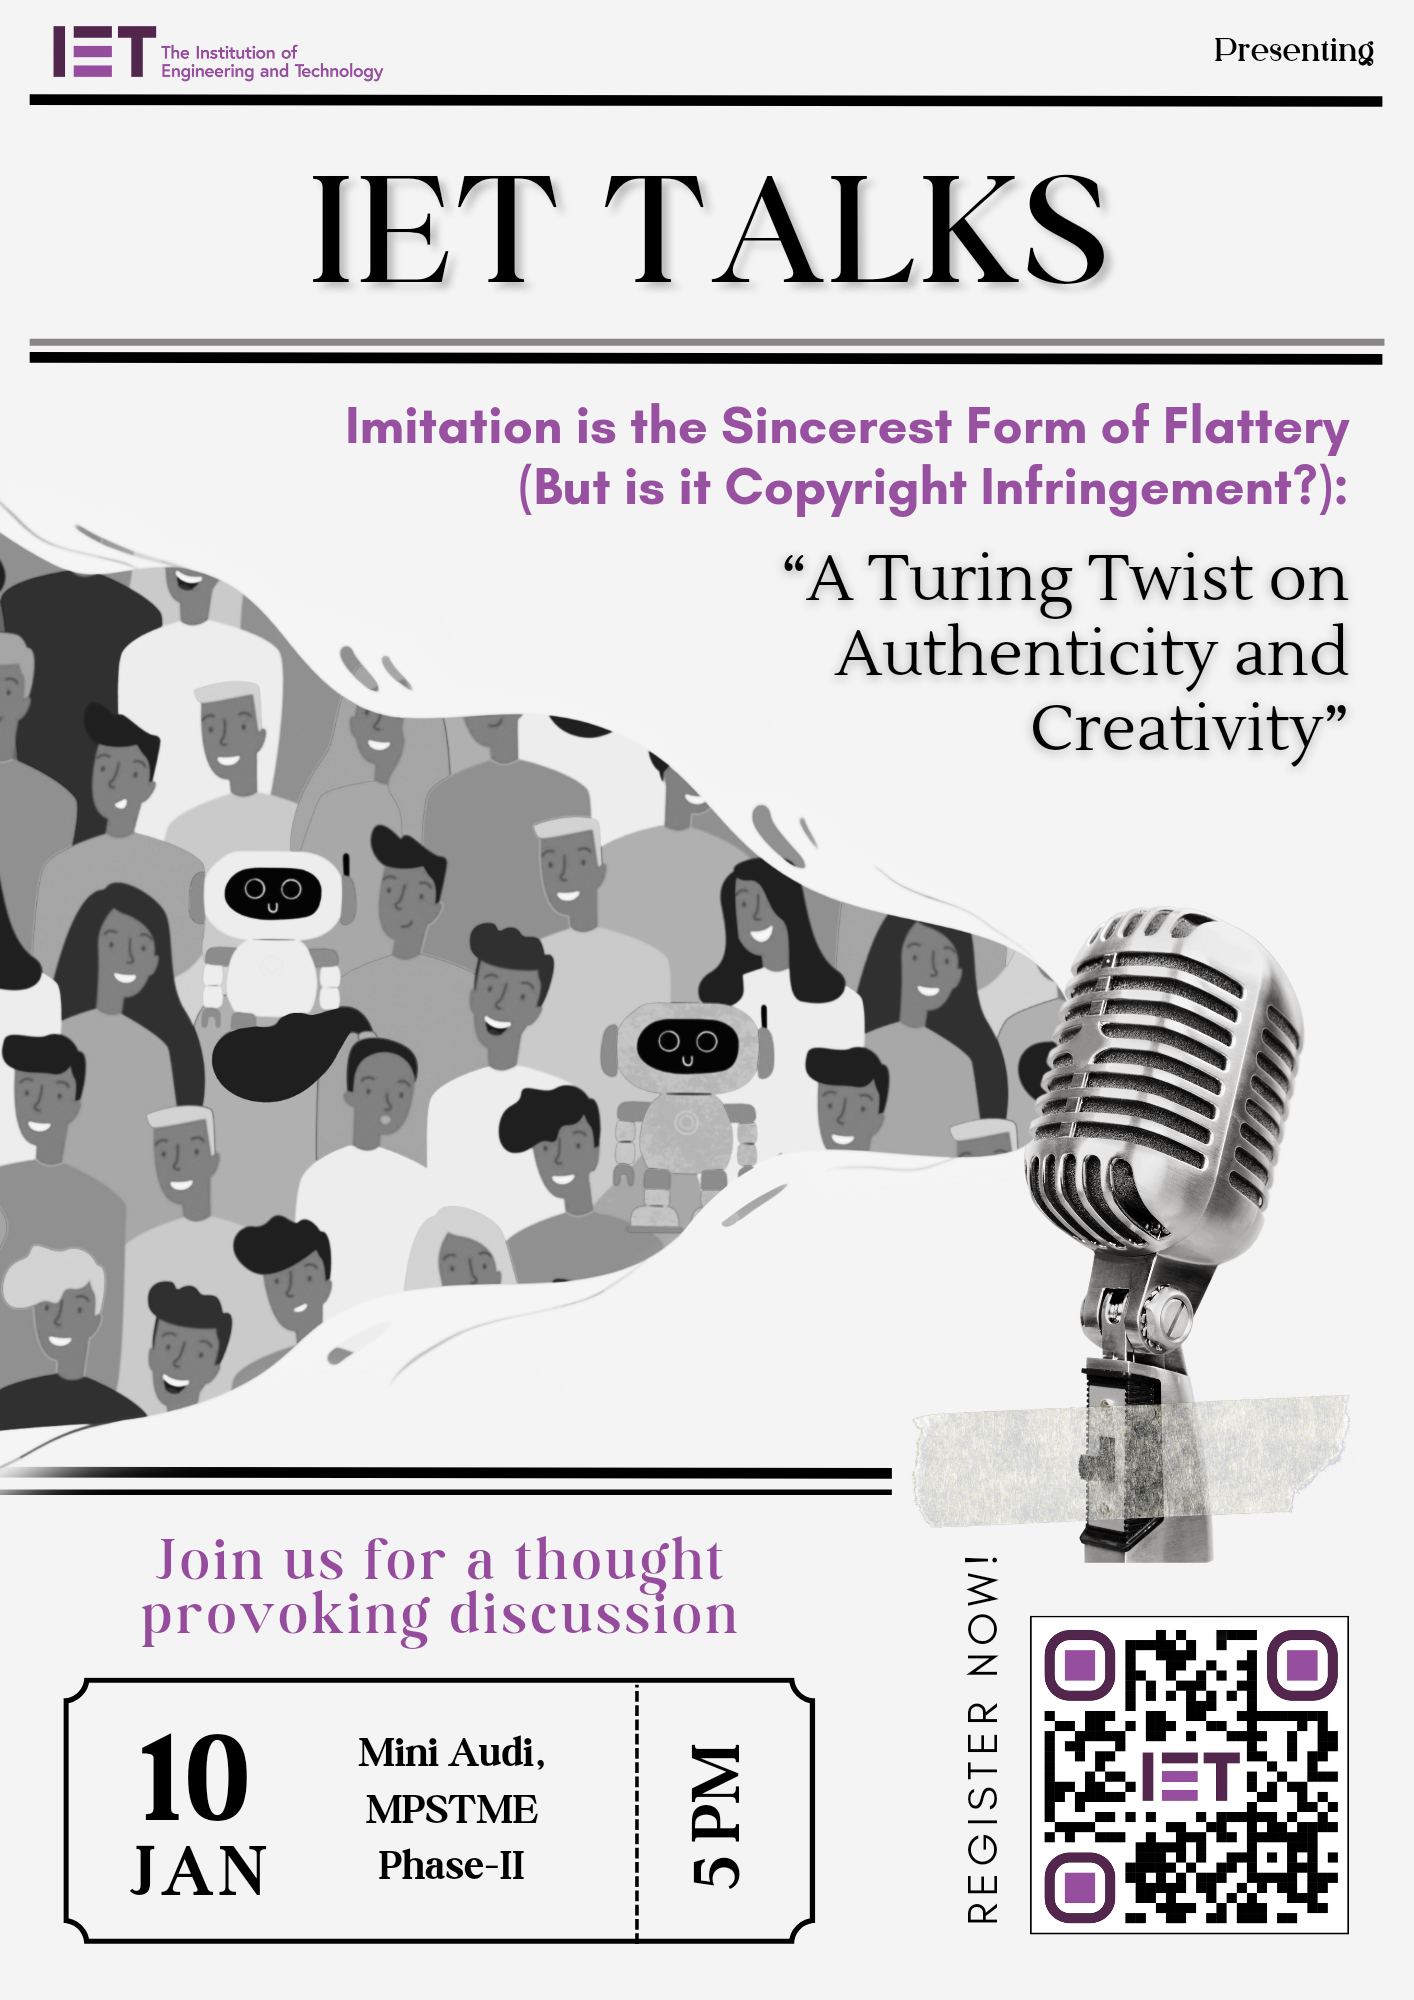 IET The Institution of
Engineering and Technology
Presenting
IET TALKS
Imitation is the Sincerest Form of Flattery
(But is it Copyright Infringement?):
“A Turing Twist on
Authenticity and
Creativity”
Join us for a thought
provoking discussion
10
JAN
Mini Audi,
MPSTME
Phase-II
5 PM
REGISTER NOW!
IET